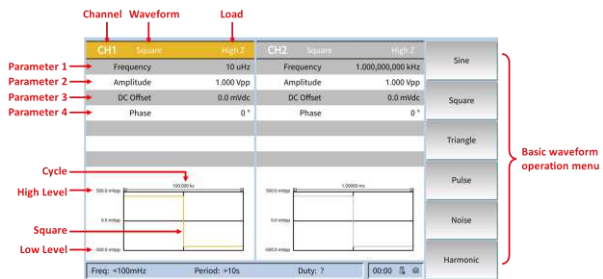 Channel Waveform Load
CH1 Square High Z CH2 Square High Z Sine
Parameter 1 Frequency 10 uHz Frequency 1.000,000,000 kHz
Parameter 2 Amplitude 1.000 Vpp Amplitude 1.000 Vpp
Parameter 3 DC Offset 0.0 mVdc DC Offset 0.0 mVdc Square
Parameter 4 Phase 0 ° Phase 0 °
Triangle
Basic waveform
operation menu
Cycle
100.000 ks 1.00000 ms Pulse
High Level 500.0 mVpp 500.0 mVpp
Square 0.0 mVpp 0.0 mVpp Noise
Low Level -500.0 mVpp -500.0 mVpp
Harmonic
Freq: <100mHz Period: >10s Duty: ? 00:00